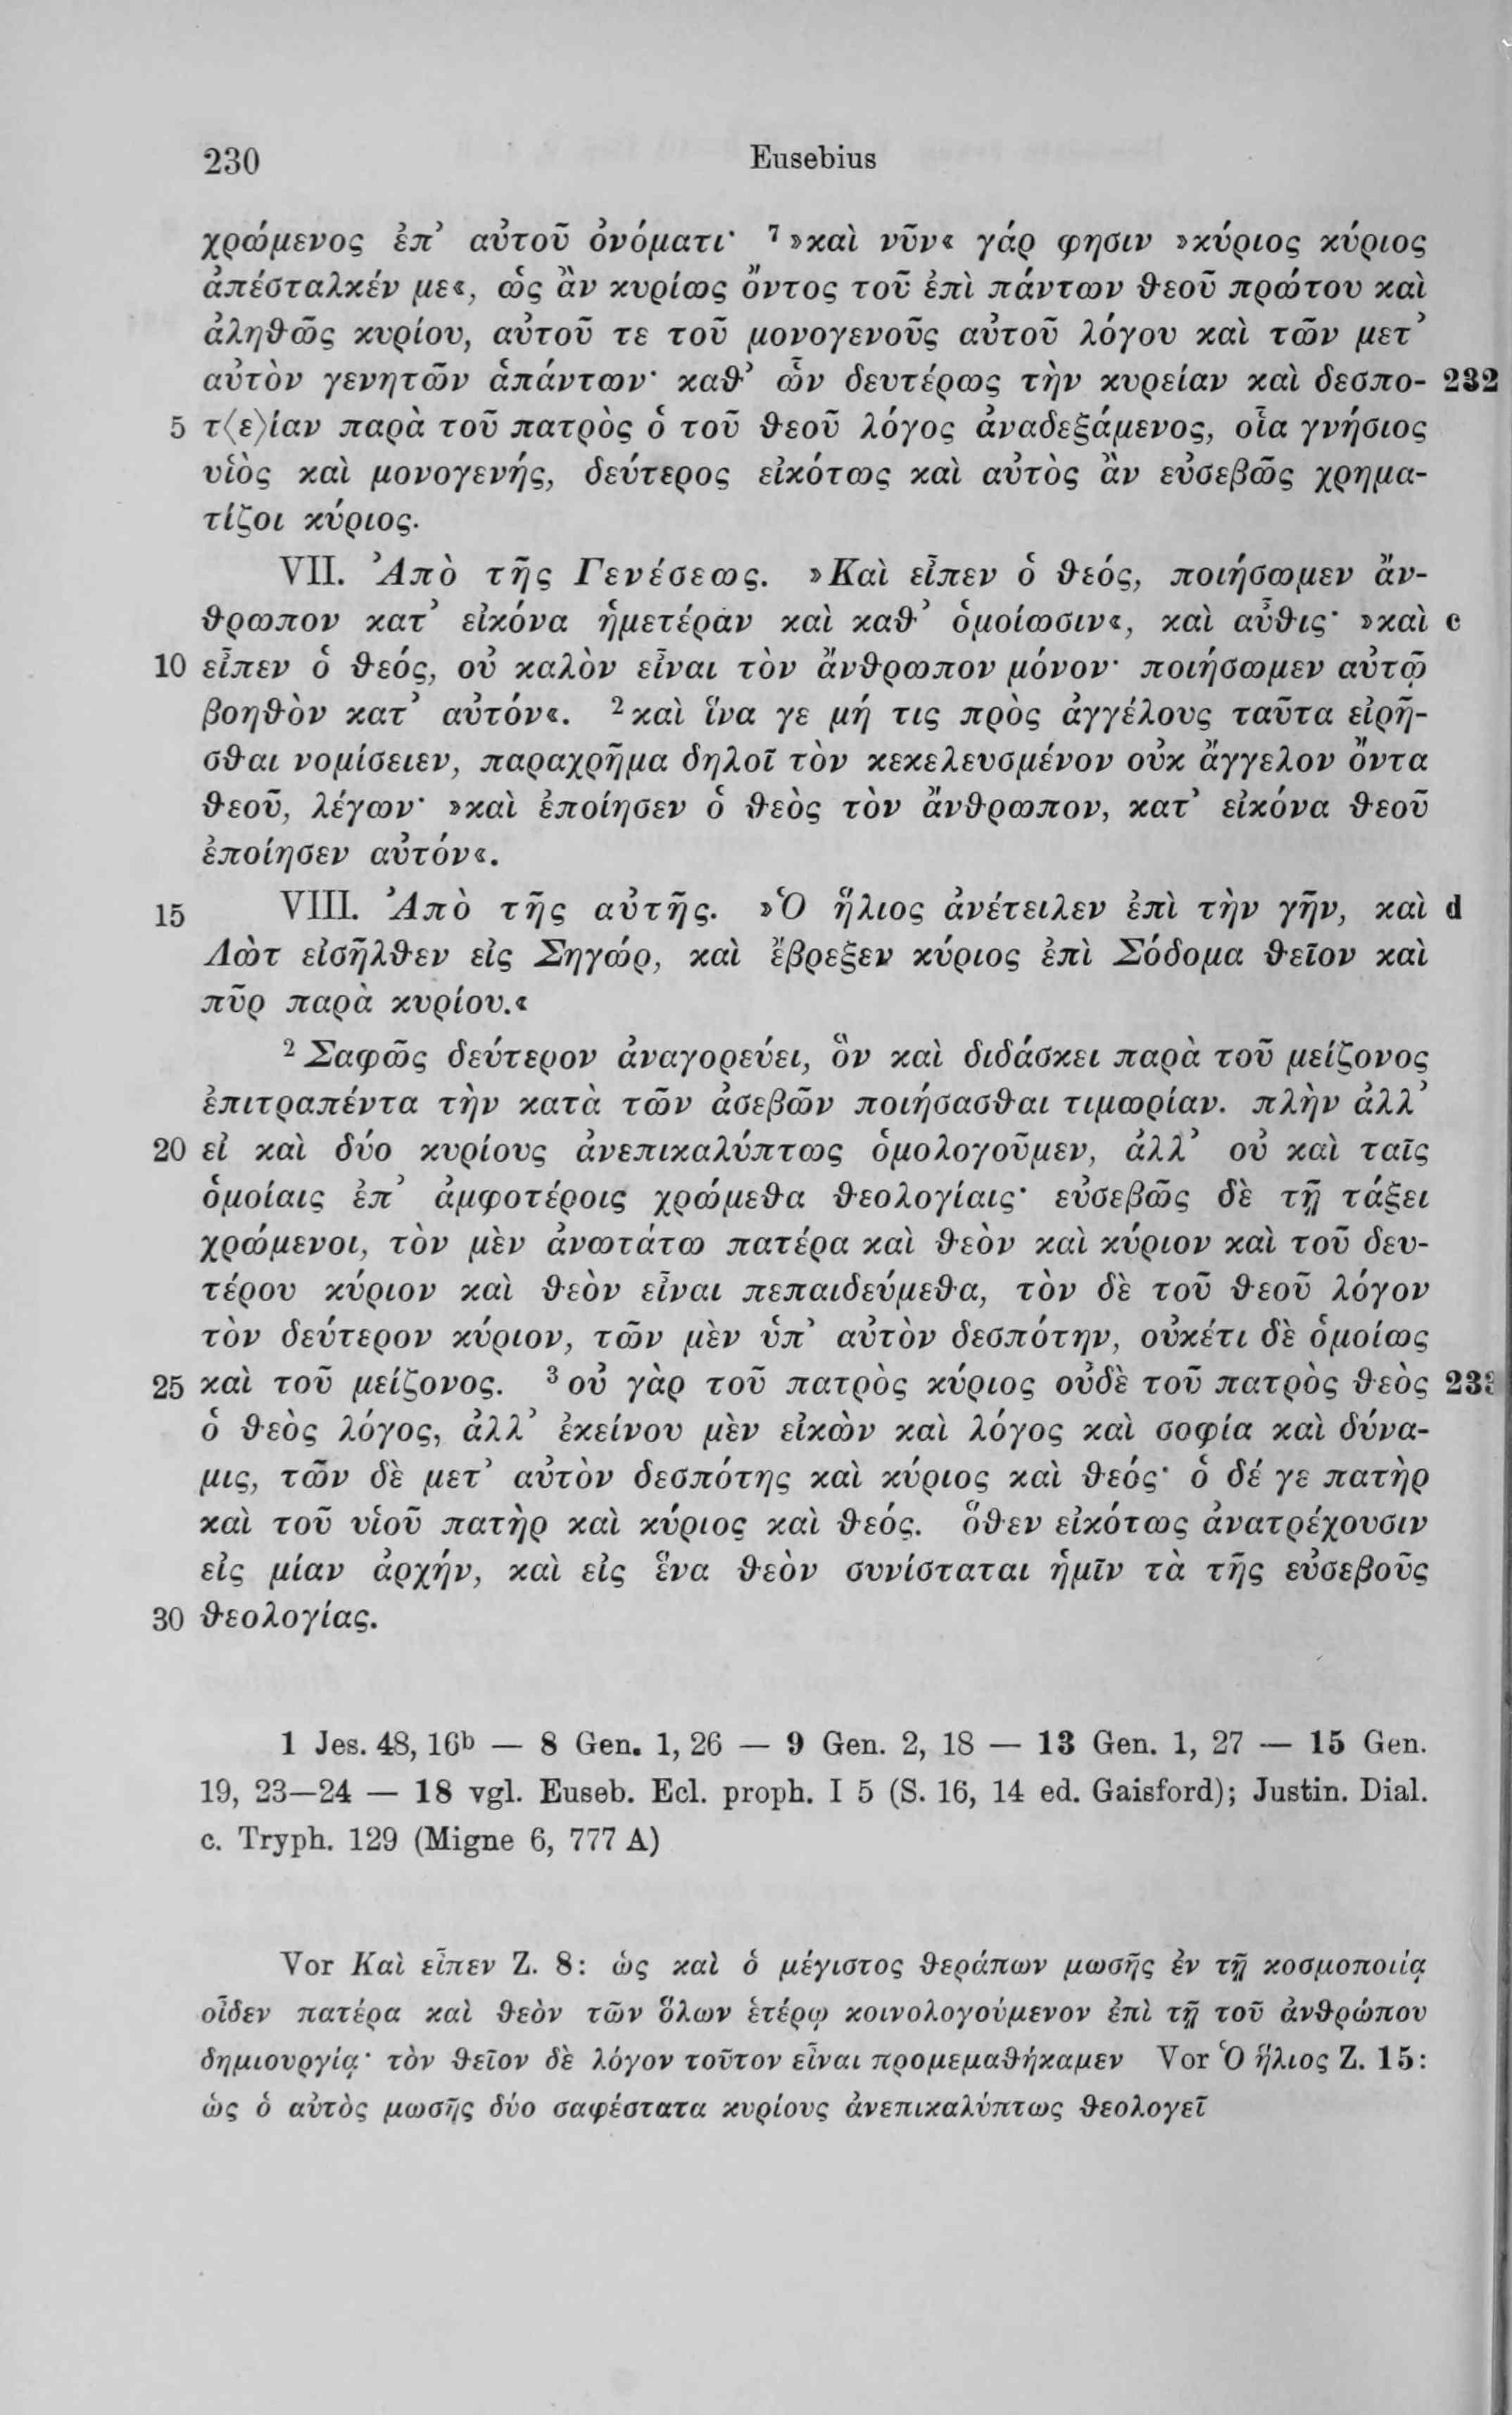 230 Eusebius
χρώμενος ἐπ’ αὐτοῦ ὀνόματι· ⁷ »καὶ νῦν« γάρ φησιν »κύριος κύριος
ἀπέσταλκέν με«, ὡς ἂν κυρίως ὄντος τοῦ ἐπὶ πάντων θεοῦ πρώτου καὶ
ἀληθῶς κυρίου, αὐτοῦ τε τοῦ μονογενοῦς αὐτοῦ λόγου καὶ τῶν μετ’
αὐτὸν γενητῶν ἁπάντων· καθ’ ὧν δευτέρως τὴν κυρείαν καὶ δεσπο- 232
5 τ⟨ε⟩ίαν παρὰ τοῦ πατρὸς ὁ τοῦ θεοῦ λόγος ἀναδεξάμενος, οἷα γνήσιος
υἱὸς καὶ μονογενής, δεύτερος εἰκότως καὶ αὐτὸς ἂν εὐσεβῶς χρημα-
τίζοι κύριος.
VII. Ἀπὸ τῆς Γενέσεως. »Καὶ εἶπεν ὁ θεός, ποιήσωμεν ἄν-
θρωπον κατ’ εἰκόνα ἡμετέραν καὶ καθ’ ὁμοίωσιν«, καὶ αὖθις· »καὶ c
10 εἶπεν ὁ θεός, οὐ καλὸν εἶναι τὸν ἄνθρωπον μόνον· ποιήσωμεν αὐτῷ
βοηθὸν κατ’ αὐτόν«. ² καὶ ἵνα γε μή τις πρὸς ἀγγέλους ταῦτα εἰρῆ-
σθαι νομίσειεν, παραχρῆμα δηλοῖ τὸν κεκελευσμένον οὐκ ἄγγελον ὄντα
θεοῦ, λέγων· »καὶ ἐποίησεν ὁ θεὸς τὸν ἄνθρωπον, κατ’ εἰκόνα θεοῦ
ἐποίησεν αὐτόν«.
15 VIII. Ἀπὸ τῆς αὐτῆς. »Ὁ ἥλιος ἀνέτειλεν ἐπὶ τὴν γῆν, καὶ d
Λὼτ εἰσῆλθεν εἰς Σηγώρ, καὶ ἔβρεξεν κύριος ἐπὶ Σόδομα θεῖον καὶ
πῦρ παρὰ κυρίου.«
² Σαφῶς δεύτερον ἀναγορεύει, ὃν καὶ διδάσκει παρὰ τοῦ μείζονος
ἐπιτραπέντα τὴν κατὰ τῶν ἀσεβῶν ποιήσασθαι τιμωρίαν. πλὴν ἀλλ’
20 εἰ καὶ δύο κυρίους ἀνεπικαλύπτως ὁμολογοῦμεν, ἀλλ’ οὐ καὶ ταῖς
ὁμοίαις ἐπ’ ἀμφοτέροις χρώμεθα θεολογίαις· εὐσεβῶς δὲ τῇ τάξει
χρώμενοι, τὸν μὲν ἀνωτάτω πατέρα καὶ θεὸν καὶ κύριον καὶ τοῦ δευ-
τέρου κύριον καὶ θεὸν εἶναι πεπαιδεύμεθα, τὸν δὲ τοῦ θεοῦ λόγον
τὸν δεύτερον κύριον, τῶν μὲν ὑπ’ αὐτὸν δεσπότην, οὐκέτι δὲ ὁμοίως
25 καὶ τοῦ μείζονος. ³ οὐ γὰρ τοῦ πατρὸς κύριος οὐδὲ τοῦ πατρὸς θεὸς 233
ὁ θεὸς λόγος, ἀλλ’ ἐκείνου μὲν εἰκὼν καὶ λόγος καὶ σοφία καὶ δύνα-
μις, τῶν δὲ μετ’ αὐτὸν δεσπότης καὶ κύριος καὶ θεός· ὁ δέ γε πατὴρ
καὶ τοῦ υἱοῦ πατὴρ καὶ κύριος καὶ θεός. ὅθεν εἰκότως ἀνατρέχουσιν
εἰς μίαν ἀρχήν, καὶ εἰς ἕνα θεὸν συνίσταται ἡμῖν τὰ τῆς εὐσεβοῦς
30 θεολογίας.
1 Jes. 48, 16ᵇ — 8 Gen. 1, 26 — 9 Gen. 2, 18 — 13 Gen. 1, 27 — 15 Gen.
19, 23—24 — 18 vgl. Euseb. Ecl. proph. I 5 (S. 16, 14 ed. Gaisford); Justin. Dial.
c. Tryph. 129 (Migne 6, 777 A)
Vor Καὶ εἶπεν Z. 8: ὡς καὶ ὁ μέγιστος θεράπων μωσῆς ἐν τῇ κοσμοποιίᾳ
οἶδεν πατέρα καὶ θεὸν τῶν ὅλων ἑτέρῳ κοινολογούμενον ἐπὶ τῇ τοῦ ἀνθρώπου
δημιουργίᾳ· τὸν θεῖον δὲ λόγον τοῦτον εἶναι προμεμαθήκαμεν Vor Ὁ ἥλιος Z. 15:
ὡς ὁ αὐτὸς μωσῆς δύο σαφέστατα κυρίους ἀνεπικαλύπτως θεολογεῖ